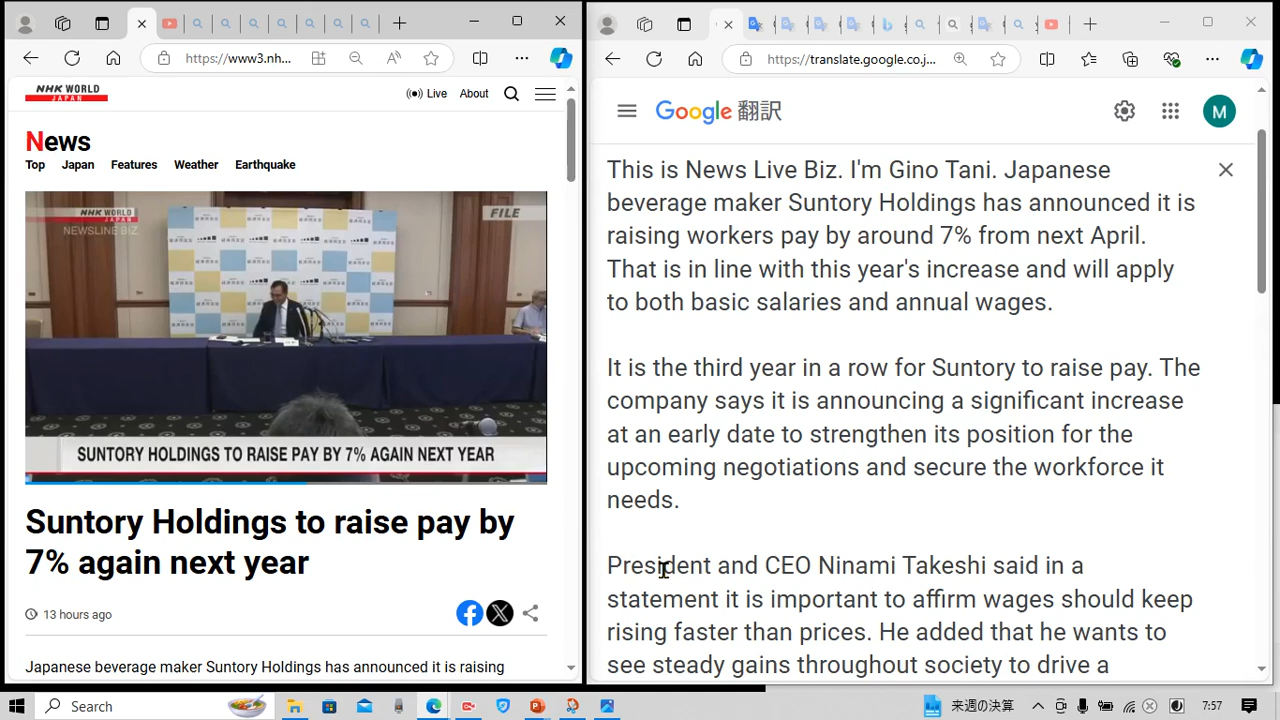 https://www3.nh...
NHK WORLD
JAPAN
Live
About
News
Top
Japan
Features
Weather
Earthquake
NHK WORLD
JAPAN
NEWSLINE BIZ
FILE
SUNTORY HOLDINGS TO RAISE PAY BY 7% AGAIN NEXT YEAR
Suntory Holdings to raise pay by
7% again next year
13 hours ago
Japanese beverage maker Suntory Holdings has announced it is raising
https://translate.google.co.j...
Google 翻訳
M
This is News Live Biz. I'm Gino Tani. Japanese
beverage maker Suntory Holdings has announced it is
raising workers pay by around 7% from next April.
That is in line with this year's increase and will apply
to both basic salaries and annual wages.
It is the third year in a row for Suntory to raise pay. The
company says it is announcing a significant increase
at an early date to strengthen its position for the
upcoming negotiations and secure the workforce it
needs.
President and CEO Ninami Takeshi said in a
statement it is important to affirm wages should keep
rising faster than prices. He added that he wants to
see steady gains throughout society to drive a
Search
来週の決算
7:57